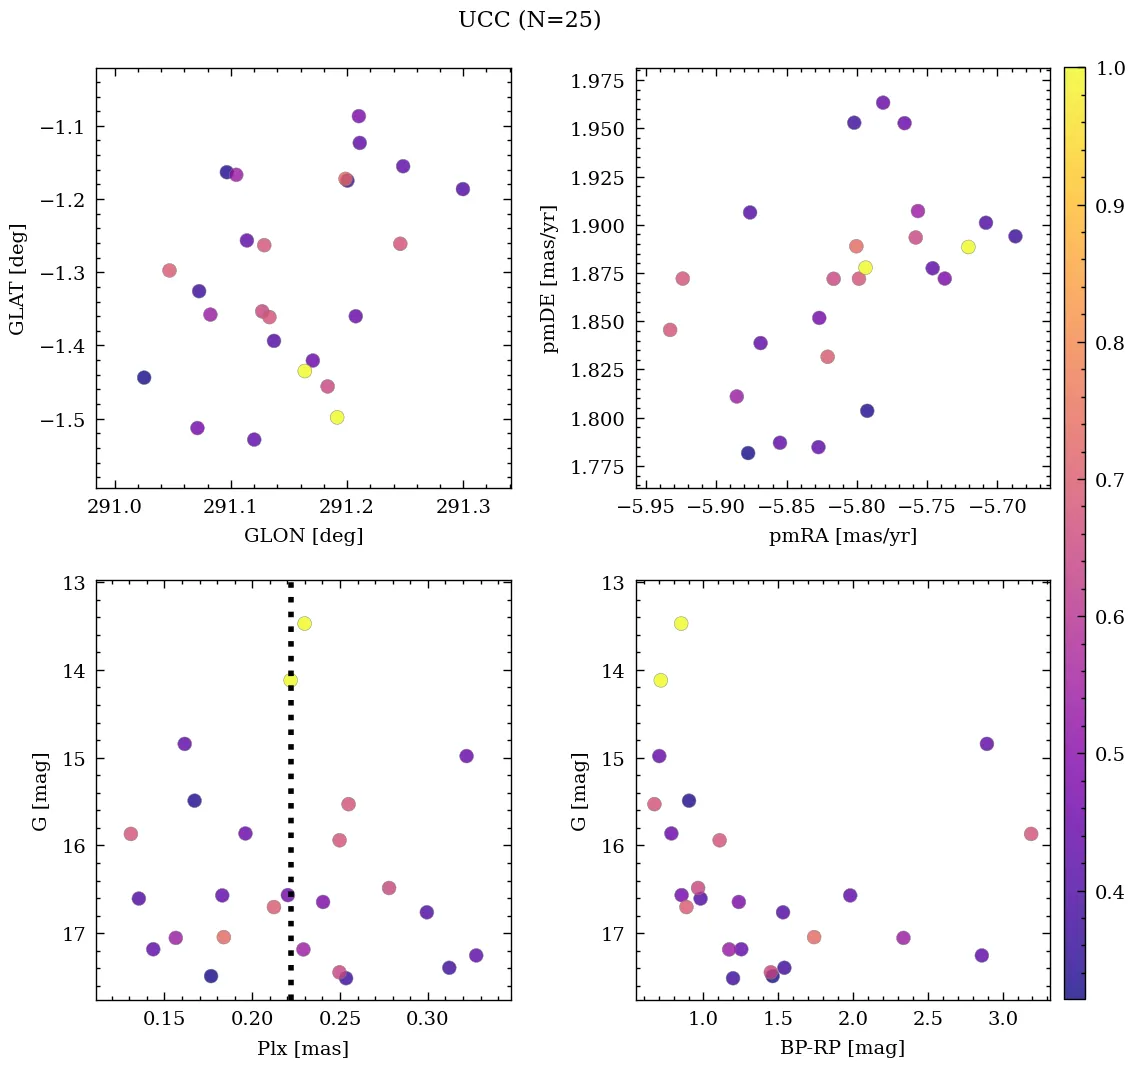 UCC (N=25)
−1.1
−1.2
−1.3
−1.4
−1.5
GLAT [deg]
291.0 291.1 291.2 291.3
GLON [deg]
1.975
1.950
1.925
1.900
1.875
1.850
1.825
1.800
1.775
pmDE [mas/yr]
−5.95 −5.90 −5.85 −5.80 −5.75 −5.70
pmRA [mas/yr]
13
14
15
16
17
G [mag]
0.15 0.20 0.25 0.30
Plx [mas]
13
14
15
16
17
G [mag]
1.0 1.5 2.0 2.5 3.0
BP-RP [mag]
1.0
0.9
0.8
0.7
0.6
0.5
0.4